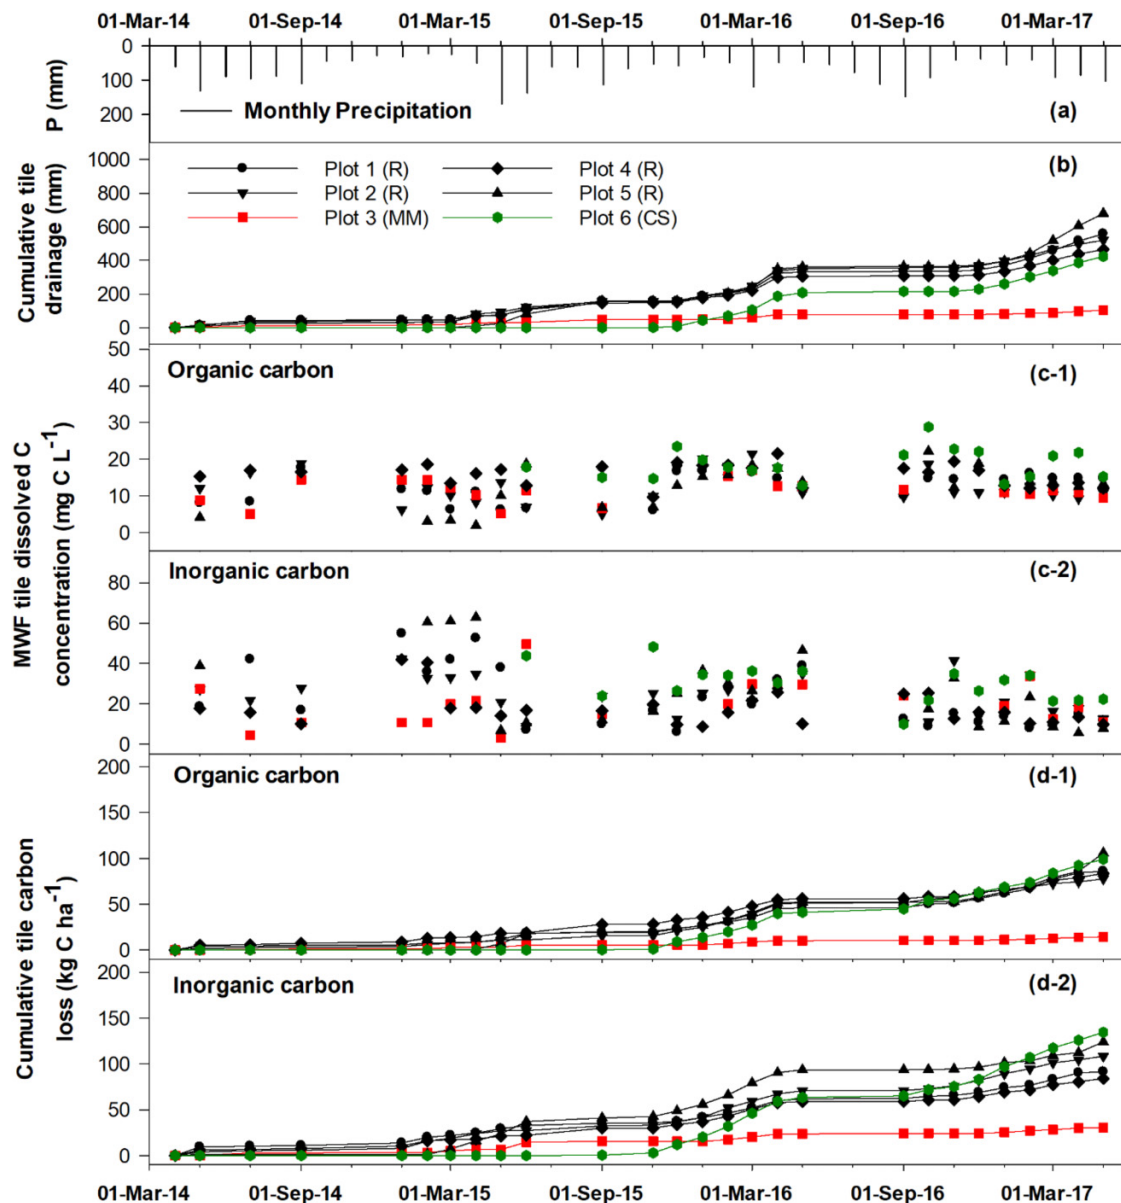 01-Mar-14 01-Sep-14 01-Mar-15 01-Sep-15 01-Mar-16 01-Sep-16 01-Mar-17
P (mm)
0
100
200
Monthly Precipitation
(a)
Cumulative tile
drainage (mm)
1000
800
600
400
200
0
(b)
Plot 1 (R) Plot 4 (R)
Plot 2 (R) Plot 5 (R)
Plot 3 (MM) Plot 6 (CS)
MWF tile dissolved C
concentration (mg C L⁻¹)
50
40
30
20
10
0
Organic carbon
(c-1)
80
60
40
20
0
Inorganic carbon
(c-2)
Cumulative tile carbon
loss (kg C ha⁻¹)
200
150
100
50
0
Organic carbon
(d-1)
200
150
100
50
0
Inorganic carbon
(d-2)
01-Mar-14 01-Sep-14 01-Mar-15 01-Sep-15 01-Mar-16 01-Sep-16 01-Mar-17